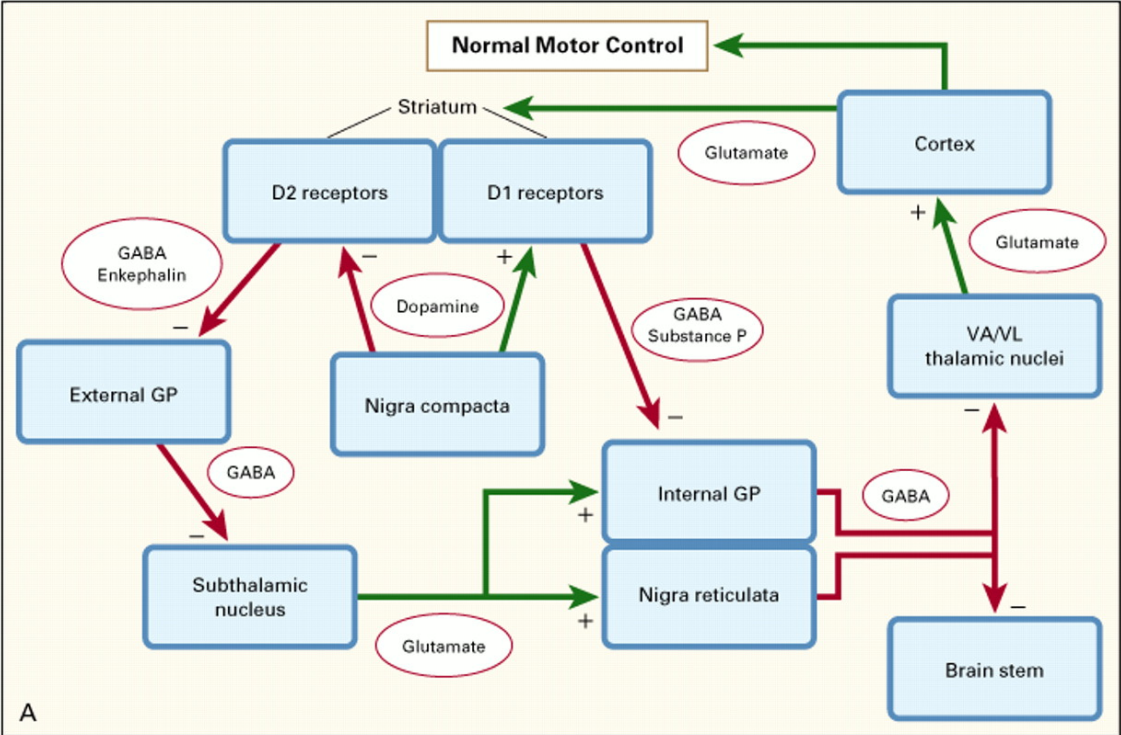 Normal Motor Control
Striatum
Glutamate
Cortex
D2 receptors
D1 receptors
GABA
Enkephalin
–
+
Dopamine
GABA
Substance P
+
Glutamate
–
External GP
Nigra compacta
VA/VL
thalamic nuclei
–
–
GABA
Internal GP
GABA
+
–
Subthalamic
nucleus
Nigra reticulata
+
–
Glutamate
Brain stem
A